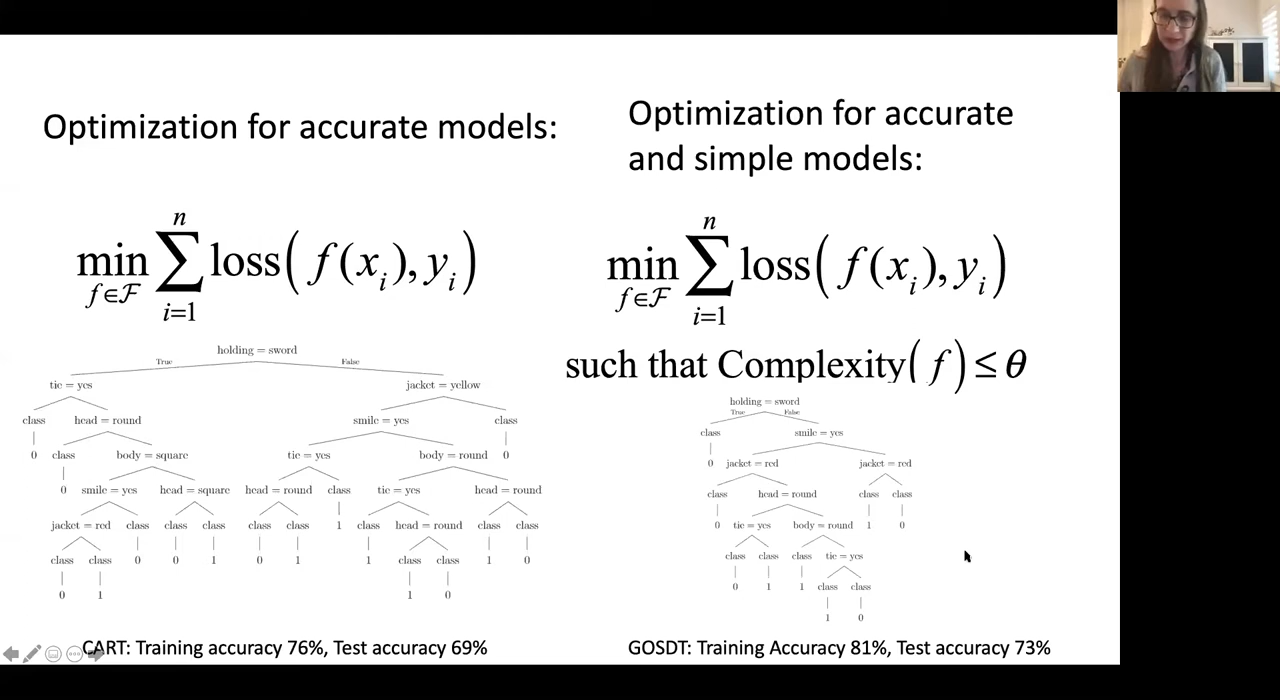 Optimization for accurate models:
min f∈ℱ ∑ i=1 n loss(f(x_i), y_i)
holding = sword
True False
tie = yes jacket = yellow
class head = round smile = yes class
0 class body = square tie = yes body = round 0
0 smile = yes head = square head = round class tie = yes head = round
jacket = red class class class class class 1 class head = round class class
class class 0 0 1 0 1 1 class class 1 0
0 1 1 0
CART: Training accuracy 76%, Test accuracy 69%
Optimization for accurate
and simple models:
min f∈ℱ ∑ i=1 n loss(f(x_i), y_i)
such that Complexity(f) ≤ θ
holding = sword
True False
class smile = yes
0 jacket = red jacket = red
class head = round class class
0 tie = yes body = round 1 0
class class class tie = yes
0 1 1 class class
1 0
GOSDT: Training Accuracy 81%, Test accuracy 73%